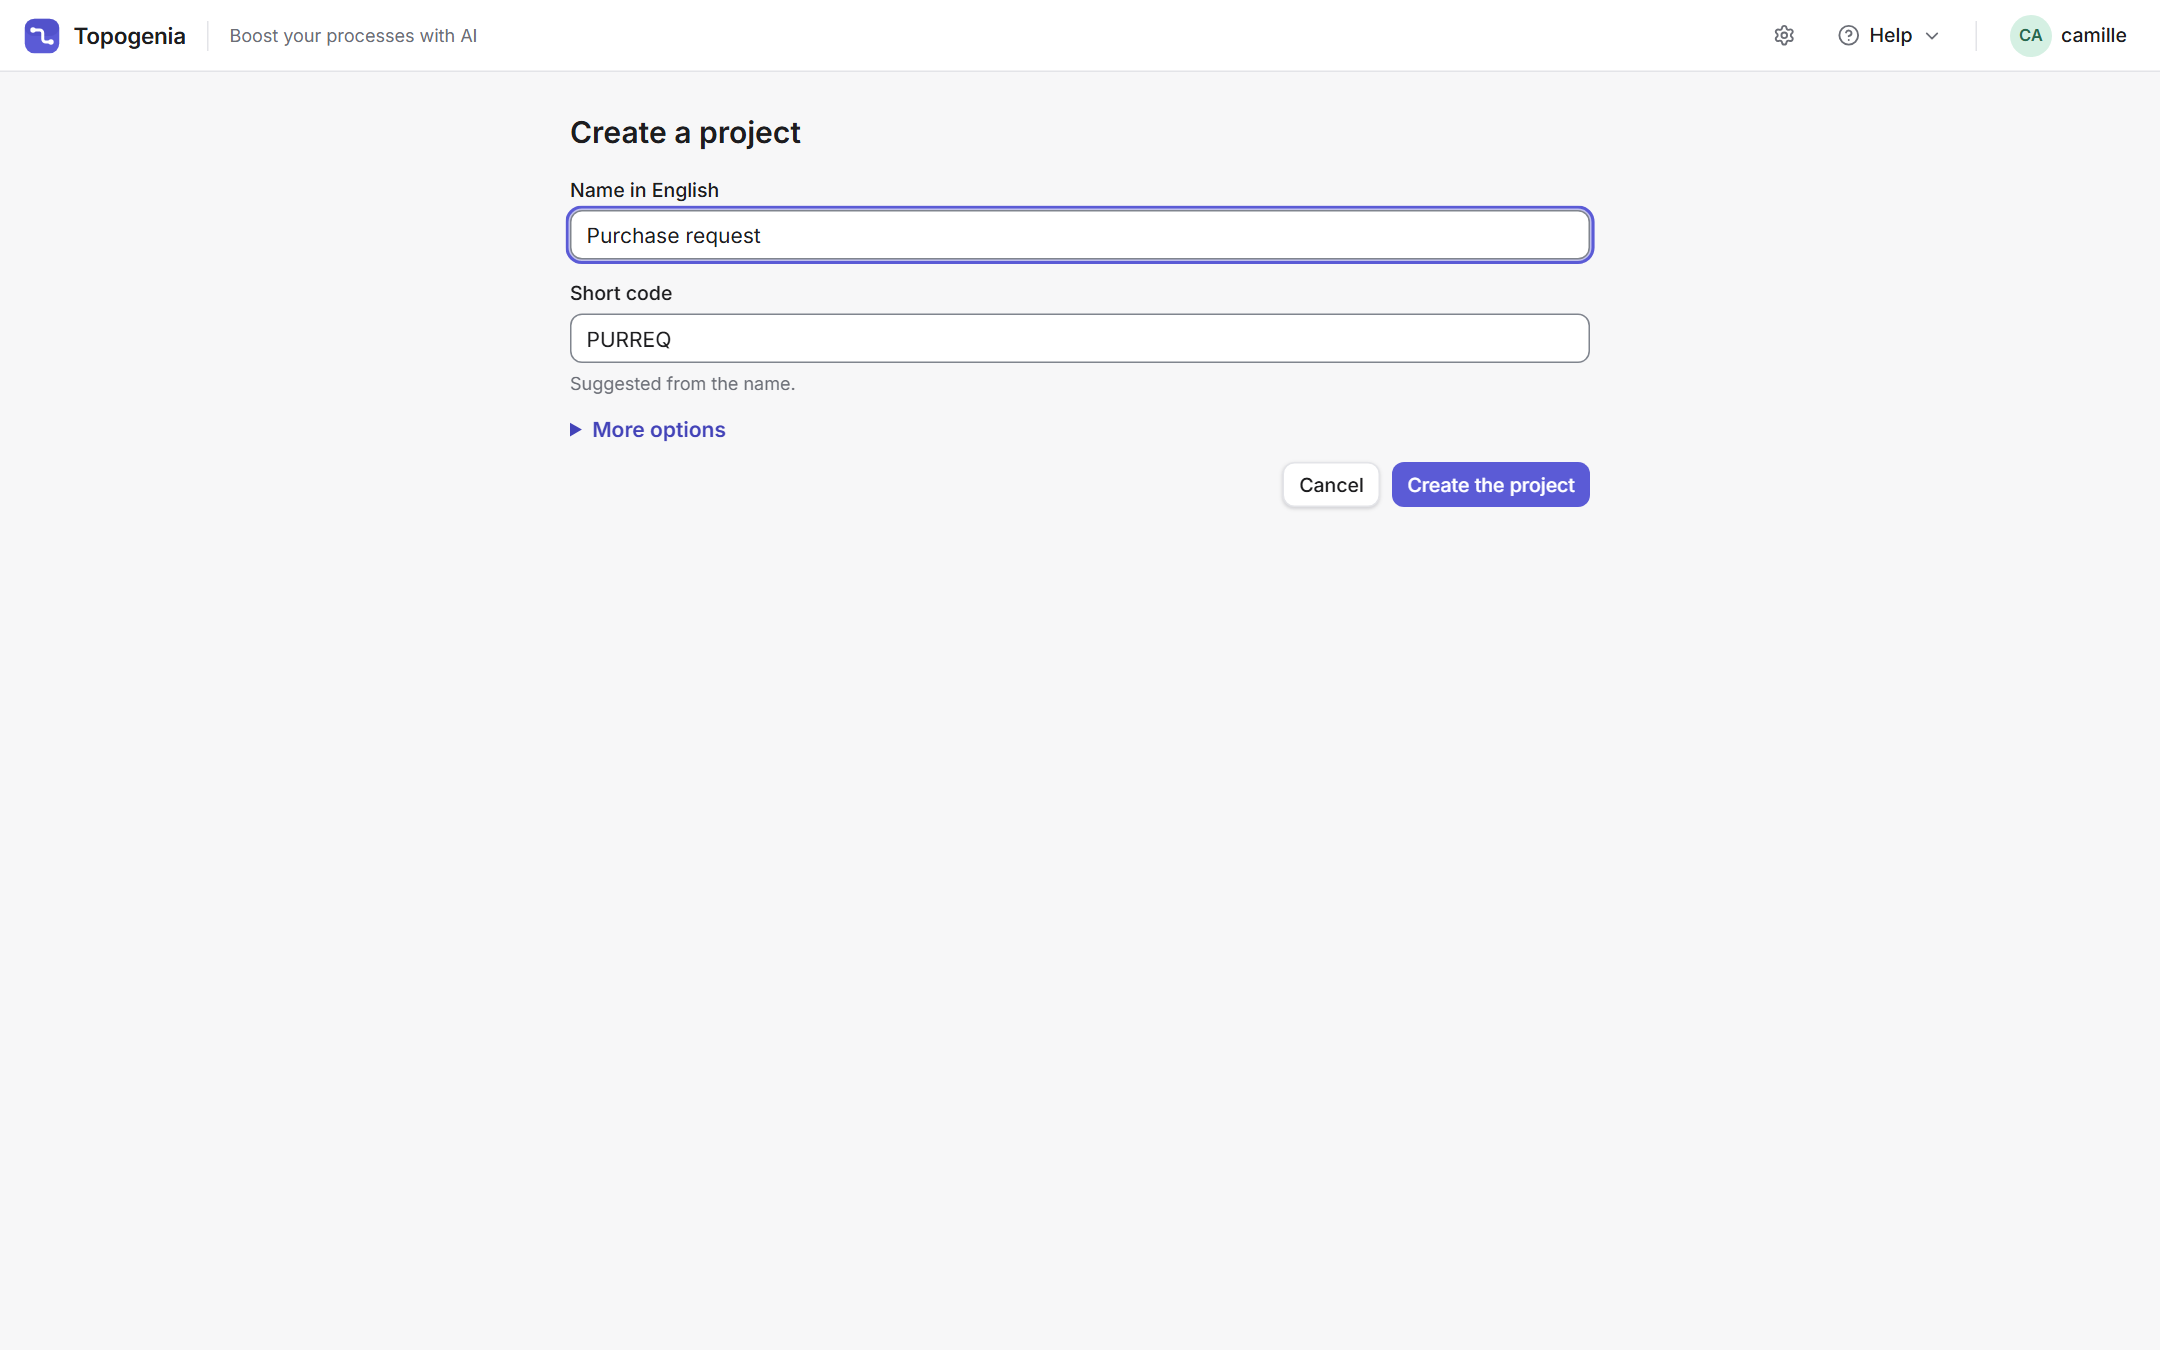 Topogenia
Boost your processes with AI
Help
CA
camille
Create a project
Name in English
Purchase request
Short code
PURREQ
Suggested from the name.
More options
Cancel
Create the project